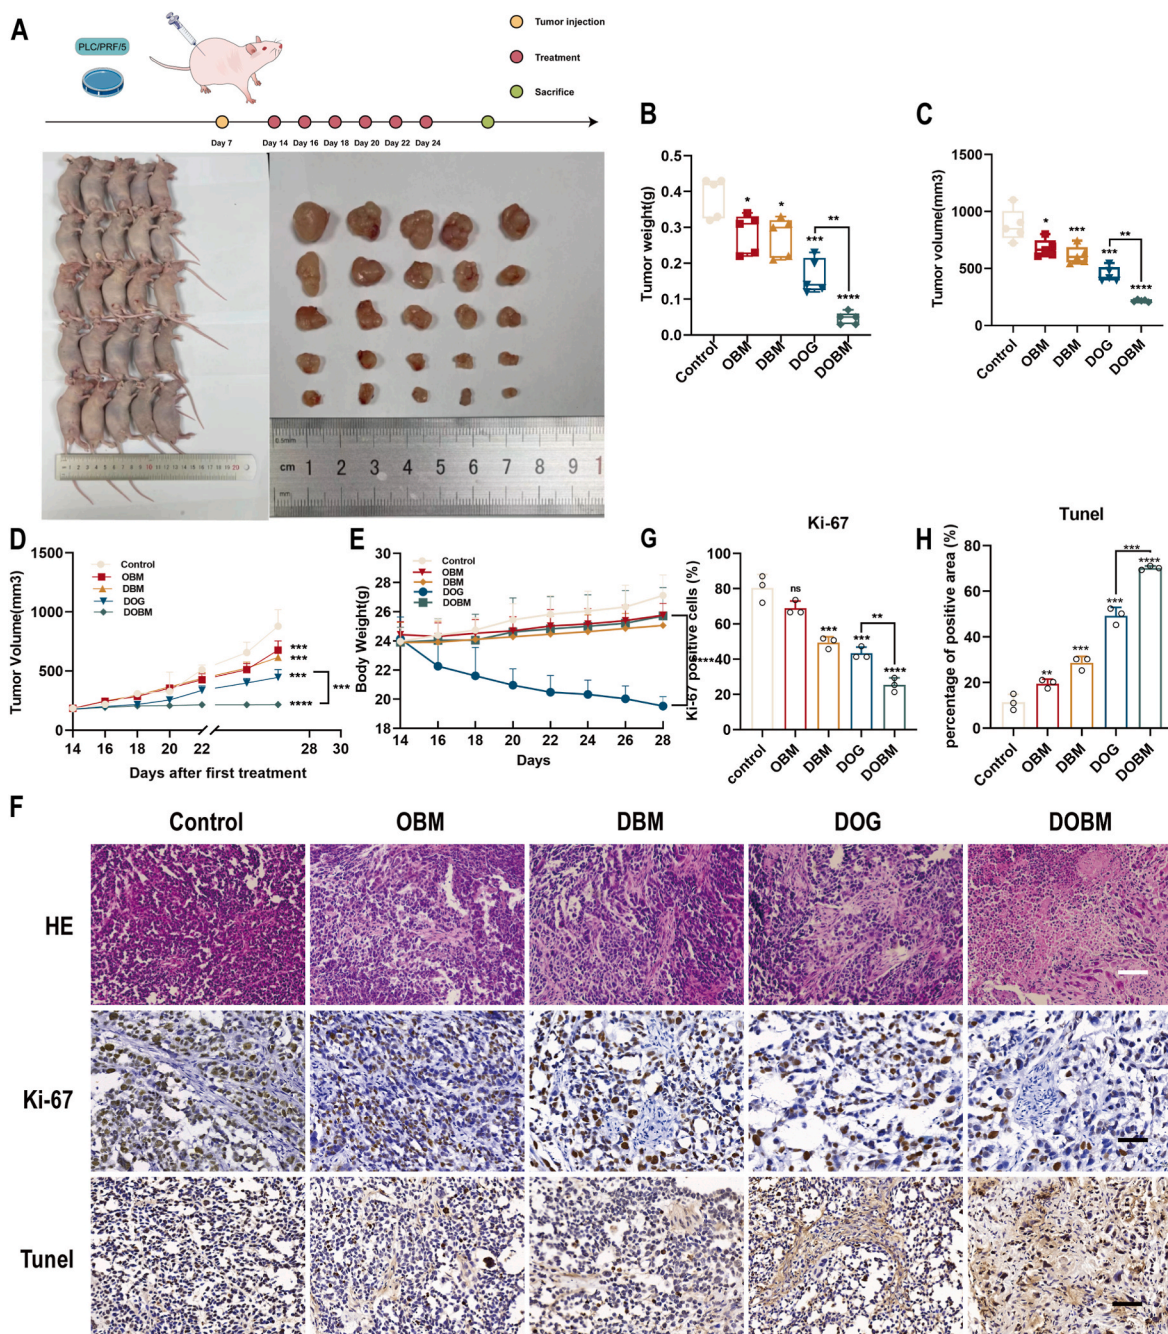 A
PLC/PRF/5
Tumor injection
Treatment
Sacrifice
Day 7 Day 14 Day 16 Day 18 Day 20 Day 22 Day 24
cm 1 2 3 4 5 6 7 8 9 1
0.5mm
mm
B
Tumor weight(g)
0.5
0.4
0.3
0.2
0.1
0.0
* * *** ** ****
Control OBM DBM DOG DOBM
C
Tumor volume(mm3)
1500
1000
500
0
* *** *** ** ****
Control OBM DBM DOG DOBM
D
Tumor Volume(mm3)
1500
1000
500
0
Control
OBM
DBM
DOG
DOBM
***
***
***
***
****
14 16 18 20 22 28 30
Days after first treatment
E
Body Weight(g)
28
26
24
22
20
18
Control
OBM
DBM
DOG
DOBM
14 16 18 20 22 24 26 28
Days
G
Ki-67
Ki-67 positive cells (%)
100
80
60
40
20
0
ns *** *** ** ****
control OBM DBM DOG DOBM
H
Tunel
percentage of positive area (%)
80
60
40
20
0
** *** *** *** ****
Control OBM DBM DOG DOBM
F
Control OBM DBM DOG DOBM
HE
Ki-67
Tunel